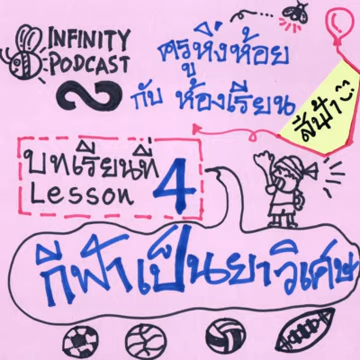 INFINITY
PODCAST
ครูหิ่งห้อย
กับ ห้องเรียน
สีฟ้า
บทเรียนที่
Lesson 4
กีฬาเป็นยาวิเศษ